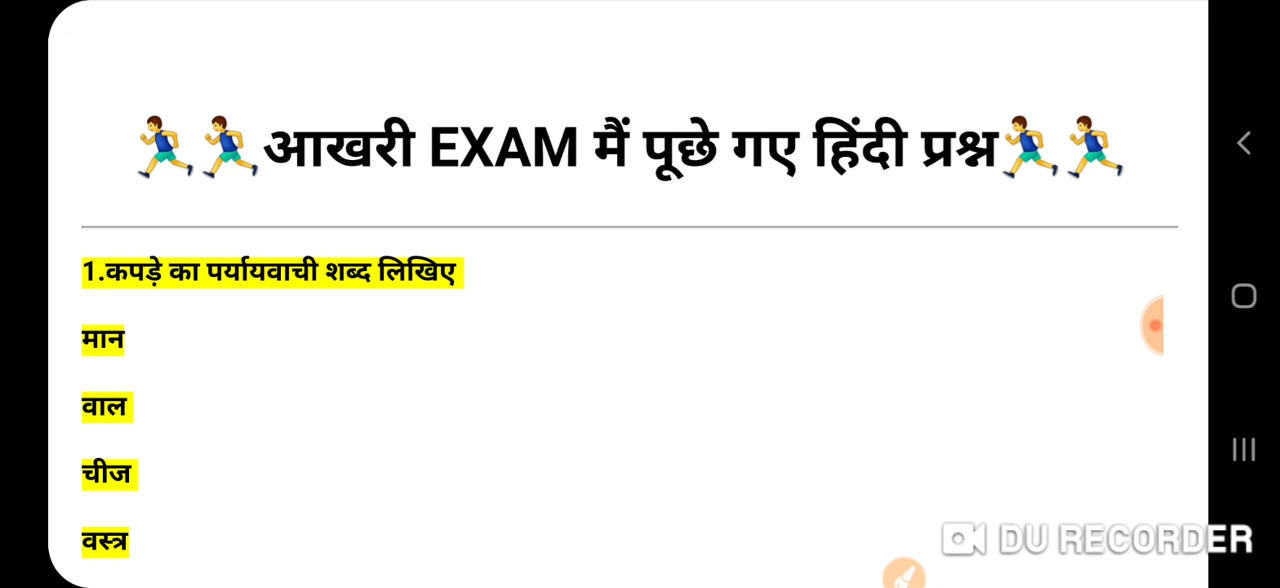 🏃‍♂️🏃‍♂️आखरी EXAM मैं पूछे गए हिंदी प्रश्न🏃‍♂️🏃‍♂️
1.कपड़े का पर्यायवाची शब्द लिखिए
मान
वाल
चीज
वस्त्र
DU RECORDER